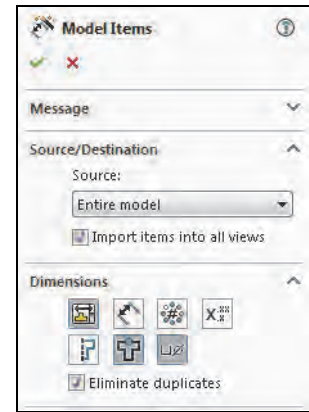 Model Items
Message
Source/Destination
Source:
Entire model
Import items into all views
Dimensions
Eliminate duplicates